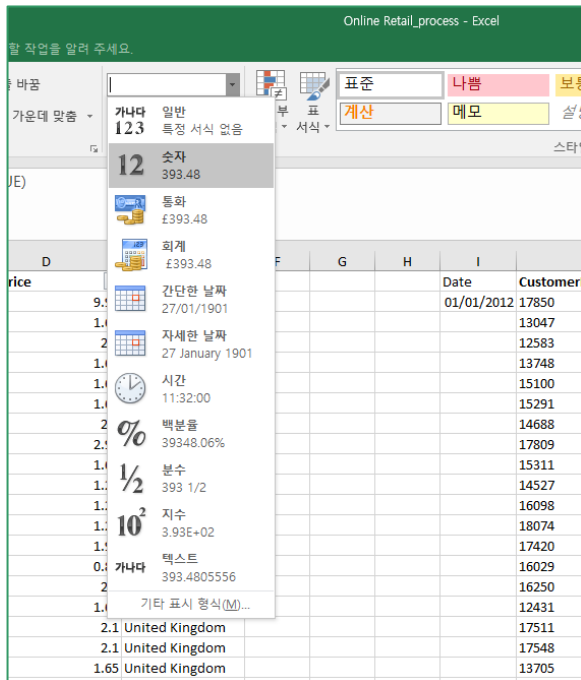 Online Retail_process - Excel
할 작업을 알려 주세요.
바꿈
가운데 맞춤
부
표
서식
표준
나쁨
계산
메모
스타
JE)
가나다
123
일반
특정 서식 없음
12
숫자
393.48
통화
£393.48
회계
£393.48
간단한 날짜
27/01/1901
자세한 날짜
27 January 1901
시간
11:32:00
%
백분율
39348.06%
1/2
분수
393 1/2
10²
지수
3.93E+02
가나다
텍스트
393.4805556
기타 표시 형식(M)...
D F G H I
rice Date Customer
01/01/2012 17850
13047
12583
13748
15100
15291
14688
17809
15311
14527
16098
18074
17420
16029
16250
12431
2.1 United Kingdom 17511
2.1 United Kingdom 17548
1.65 United Kingdom 13705